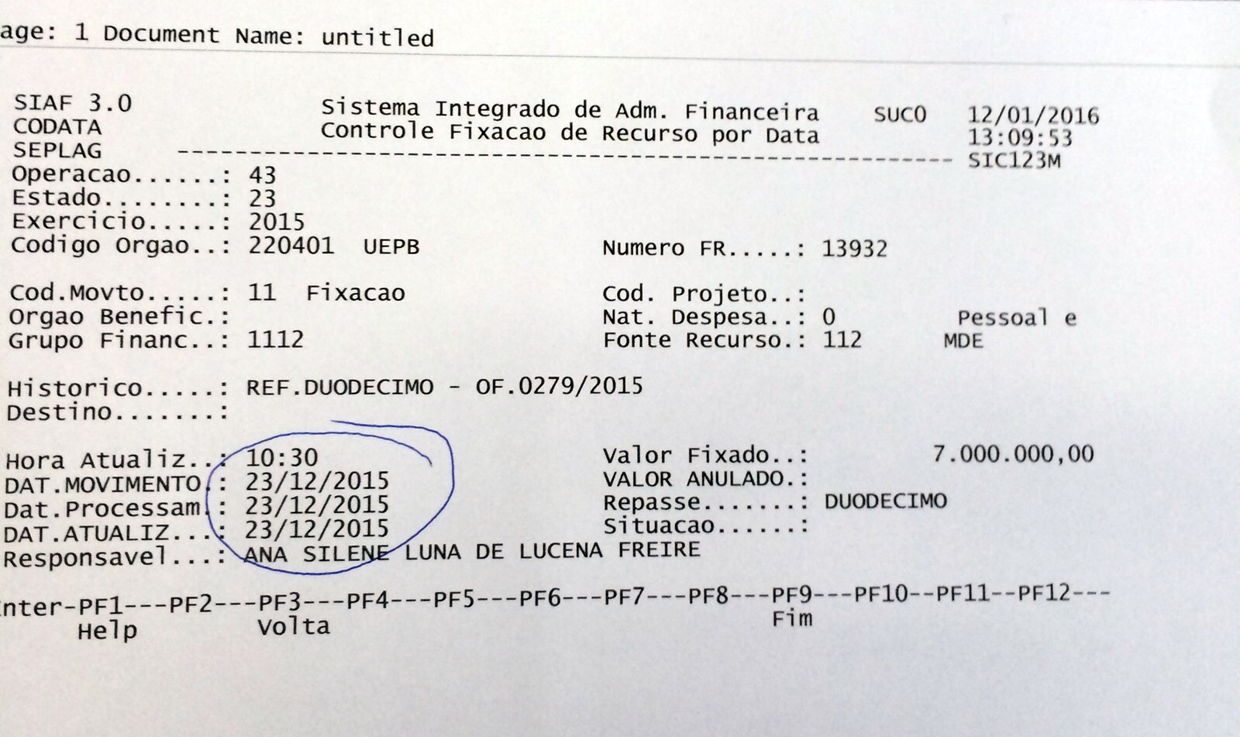 age: 1 Document Name: untitled
SIAF 3.0 Sistema Integrado de Adm. Financeira SUCO 12/01/2016
CODATA Controle Fixacao de Recurso por Data 13:09:53
SEPLAG ------------------------------------------------------ SIC123M
Operacao......: 43
Estado........: 23
Exercicio.....: 2015
Codigo Orgao..: 220401 UEPB Numero FR.....: 13932
Cod.Movto.....: 11 Fixacao Cod. Projeto..:
Orgao Benefic.: Nat. Despesa..: 0 Pessoal e
Grupo Financ..: 1112 Fonte Recurso.: 112 MDE
Historico.....: REF.DUODECIMO - OF.0279/2015
Destino.......:
Hora Atualiz..: 10:30 Valor Fixado..: 7.000.000,00
DAT.MOVIMENTO.: 23/12/2015 VALOR ANULADO.:
Dat.Processam.: 23/12/2015 Repasse.......: DUODECIMO
DAT.ATUALIZ...: 23/12/2015 Situacao......:
Responsavel...: ANA SILENE LUNA DE LUCENA FREIRE
nter-PF1---PF2---PF3---PF4---PF5---PF6---PF7---PF8---PF9---PF10--PF11--PF12---
Help Volta Fim